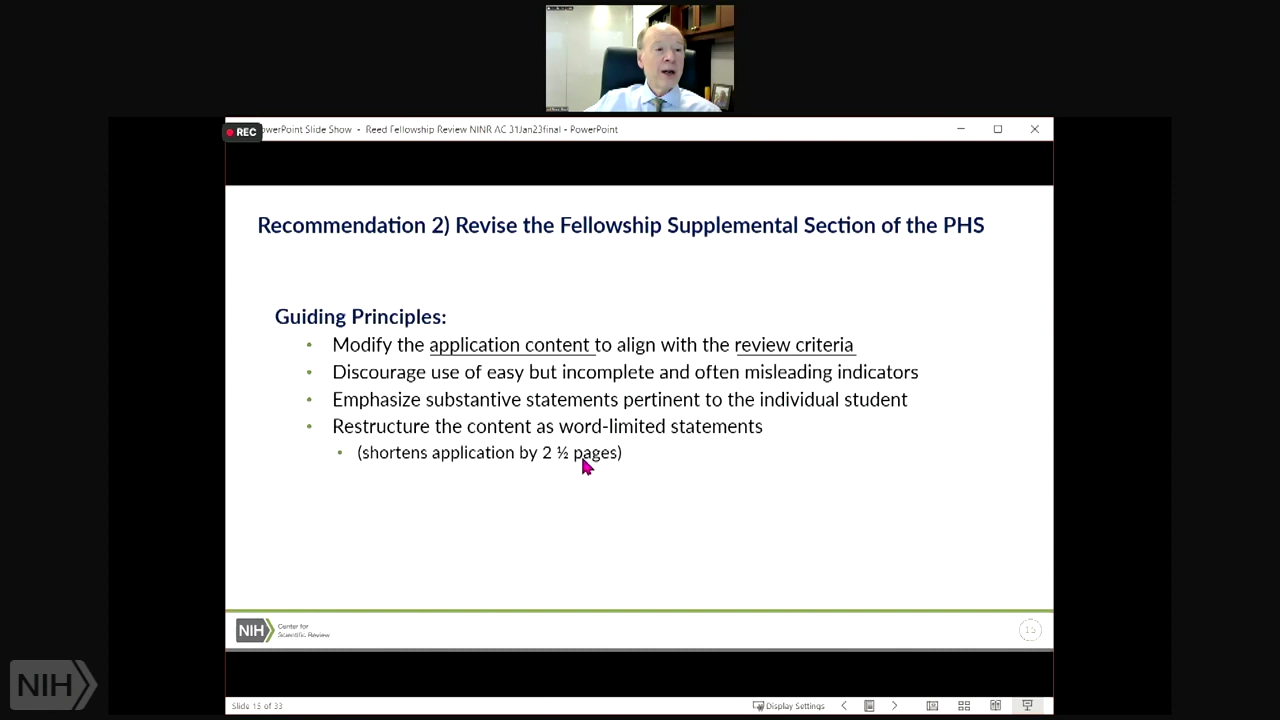 REC
owerPoint Slide Show - Reed Fellowship Review NINR AC 31Jan23final - PowerPoint
Recommendation 2) Revise the Fellowship Supplemental Section of the PHS
Guiding Principles:
• Modify the application content to align with the review criteria
• Discourage use of easy but incomplete and often misleading indicators
• Emphasize substantive statements pertinent to the individual student
• Restructure the content as word-limited statements
• (shortens application by 2 ½ pages)
NIH
Center for
Scientific Review
15
NIH
Slide 15 of 33
Display Settings